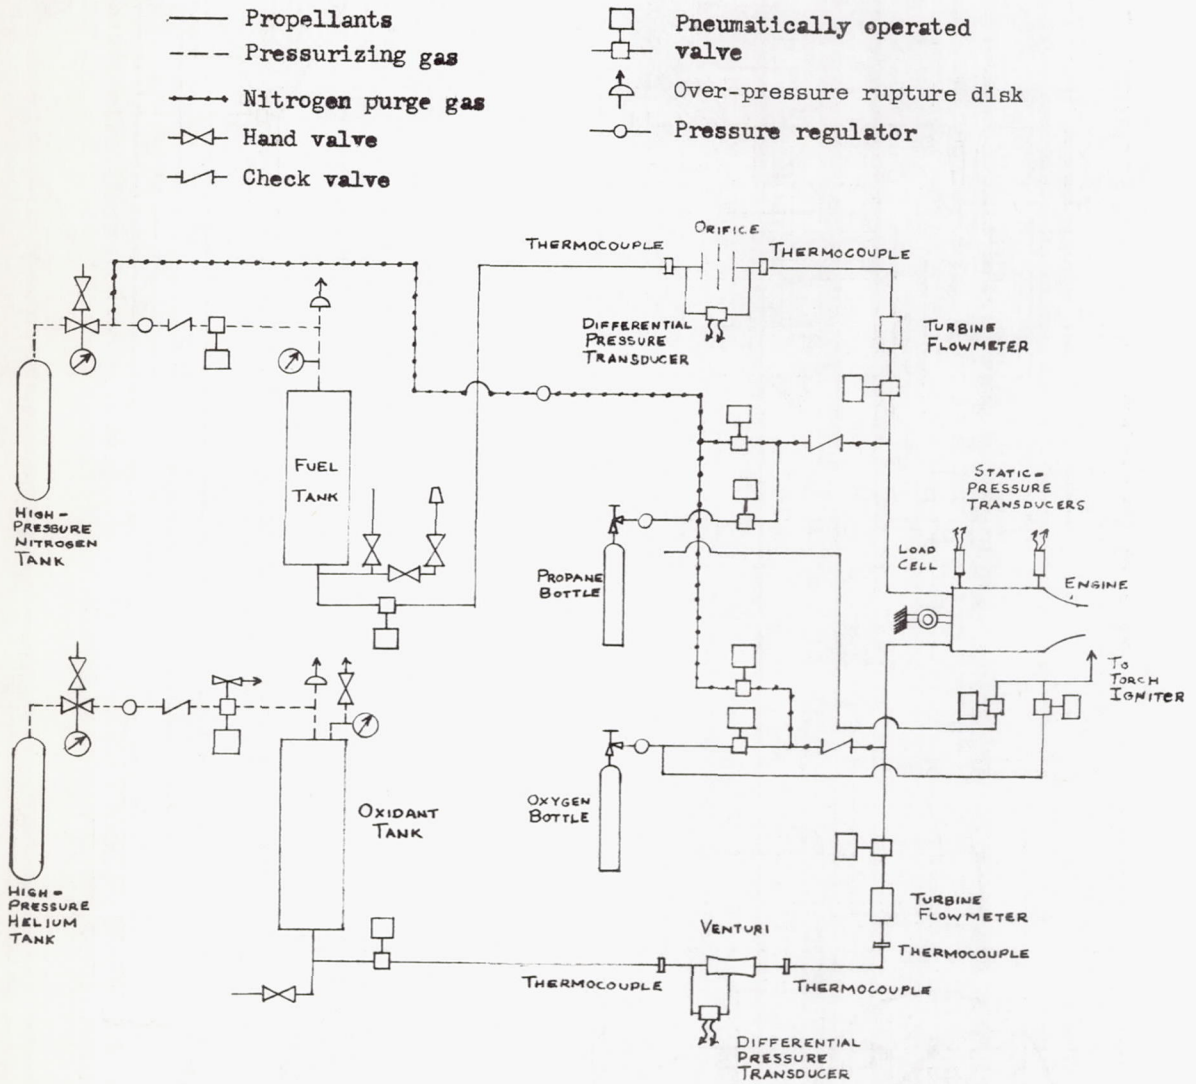 Propellants
Pressurizing gas
Nitrogen purge gas
Hand valve
Check valve
Pneumatically operated
valve
Over-pressure rupture disk
Pressure regulator
ORIFICE
THERMOCOUPLE
THERMOCOUPLE
DIFFERENTIAL
PRESSURE
TRANSDUCER
TURBINE
FLOWMETER
FUEL
TANK
HIGH-
PRESSURE
NITROGEN
TANK
STATIC-
PRESSURE
TRANSDUCERS
LOAD
CELL
ENGINE
PROPANE
BOTTLE
TO
TORCH
IGNITER
OXIDANT
TANK
OXYGEN
BOTTLE
HIGH-
PRESSURE
HELIUM
TANK
TURBINE
FLOWMETER
THERMOCOUPLE
VENTURI
THERMOCOUPLE
THERMOCOUPLE
DIFFERENTIAL
PRESSURE
TRANSDUCER